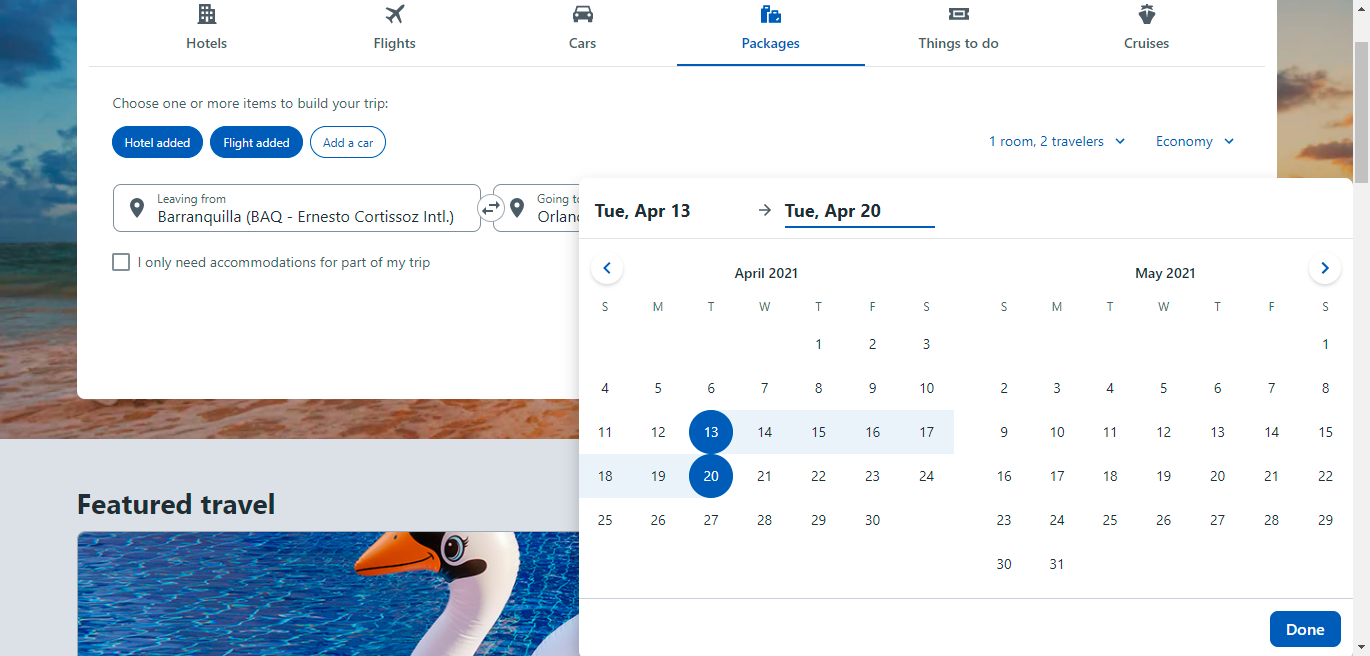 Hotels
Flights
Cars
Packages
Things to do
Cruises
Choose one or more items to build your trip:
Hotel added
Flight added
Add a car
1 room, 2 travelers
Economy
Leaving from
Barranquilla (BAQ - Ernesto Cortissoz Intl.)
Going to
Orlan
I only need accommodations for part of my trip
Tue, Apr 13
Tue, Apr 20
April 2021
S M T W T F S
1 2 3
4 5 6 7 8 9 10
11 12 13 14 15 16 17
18 19 20 21 22 23 24
25 26 27 28 29 30
May 2021
S M T W T F S
1
2 3 4 5 6 7 8
9 10 11 12 13 14 15
16 17 18 19 20 21 22
23 24 25 26 27 28 29
30 31
Done
Featured travel